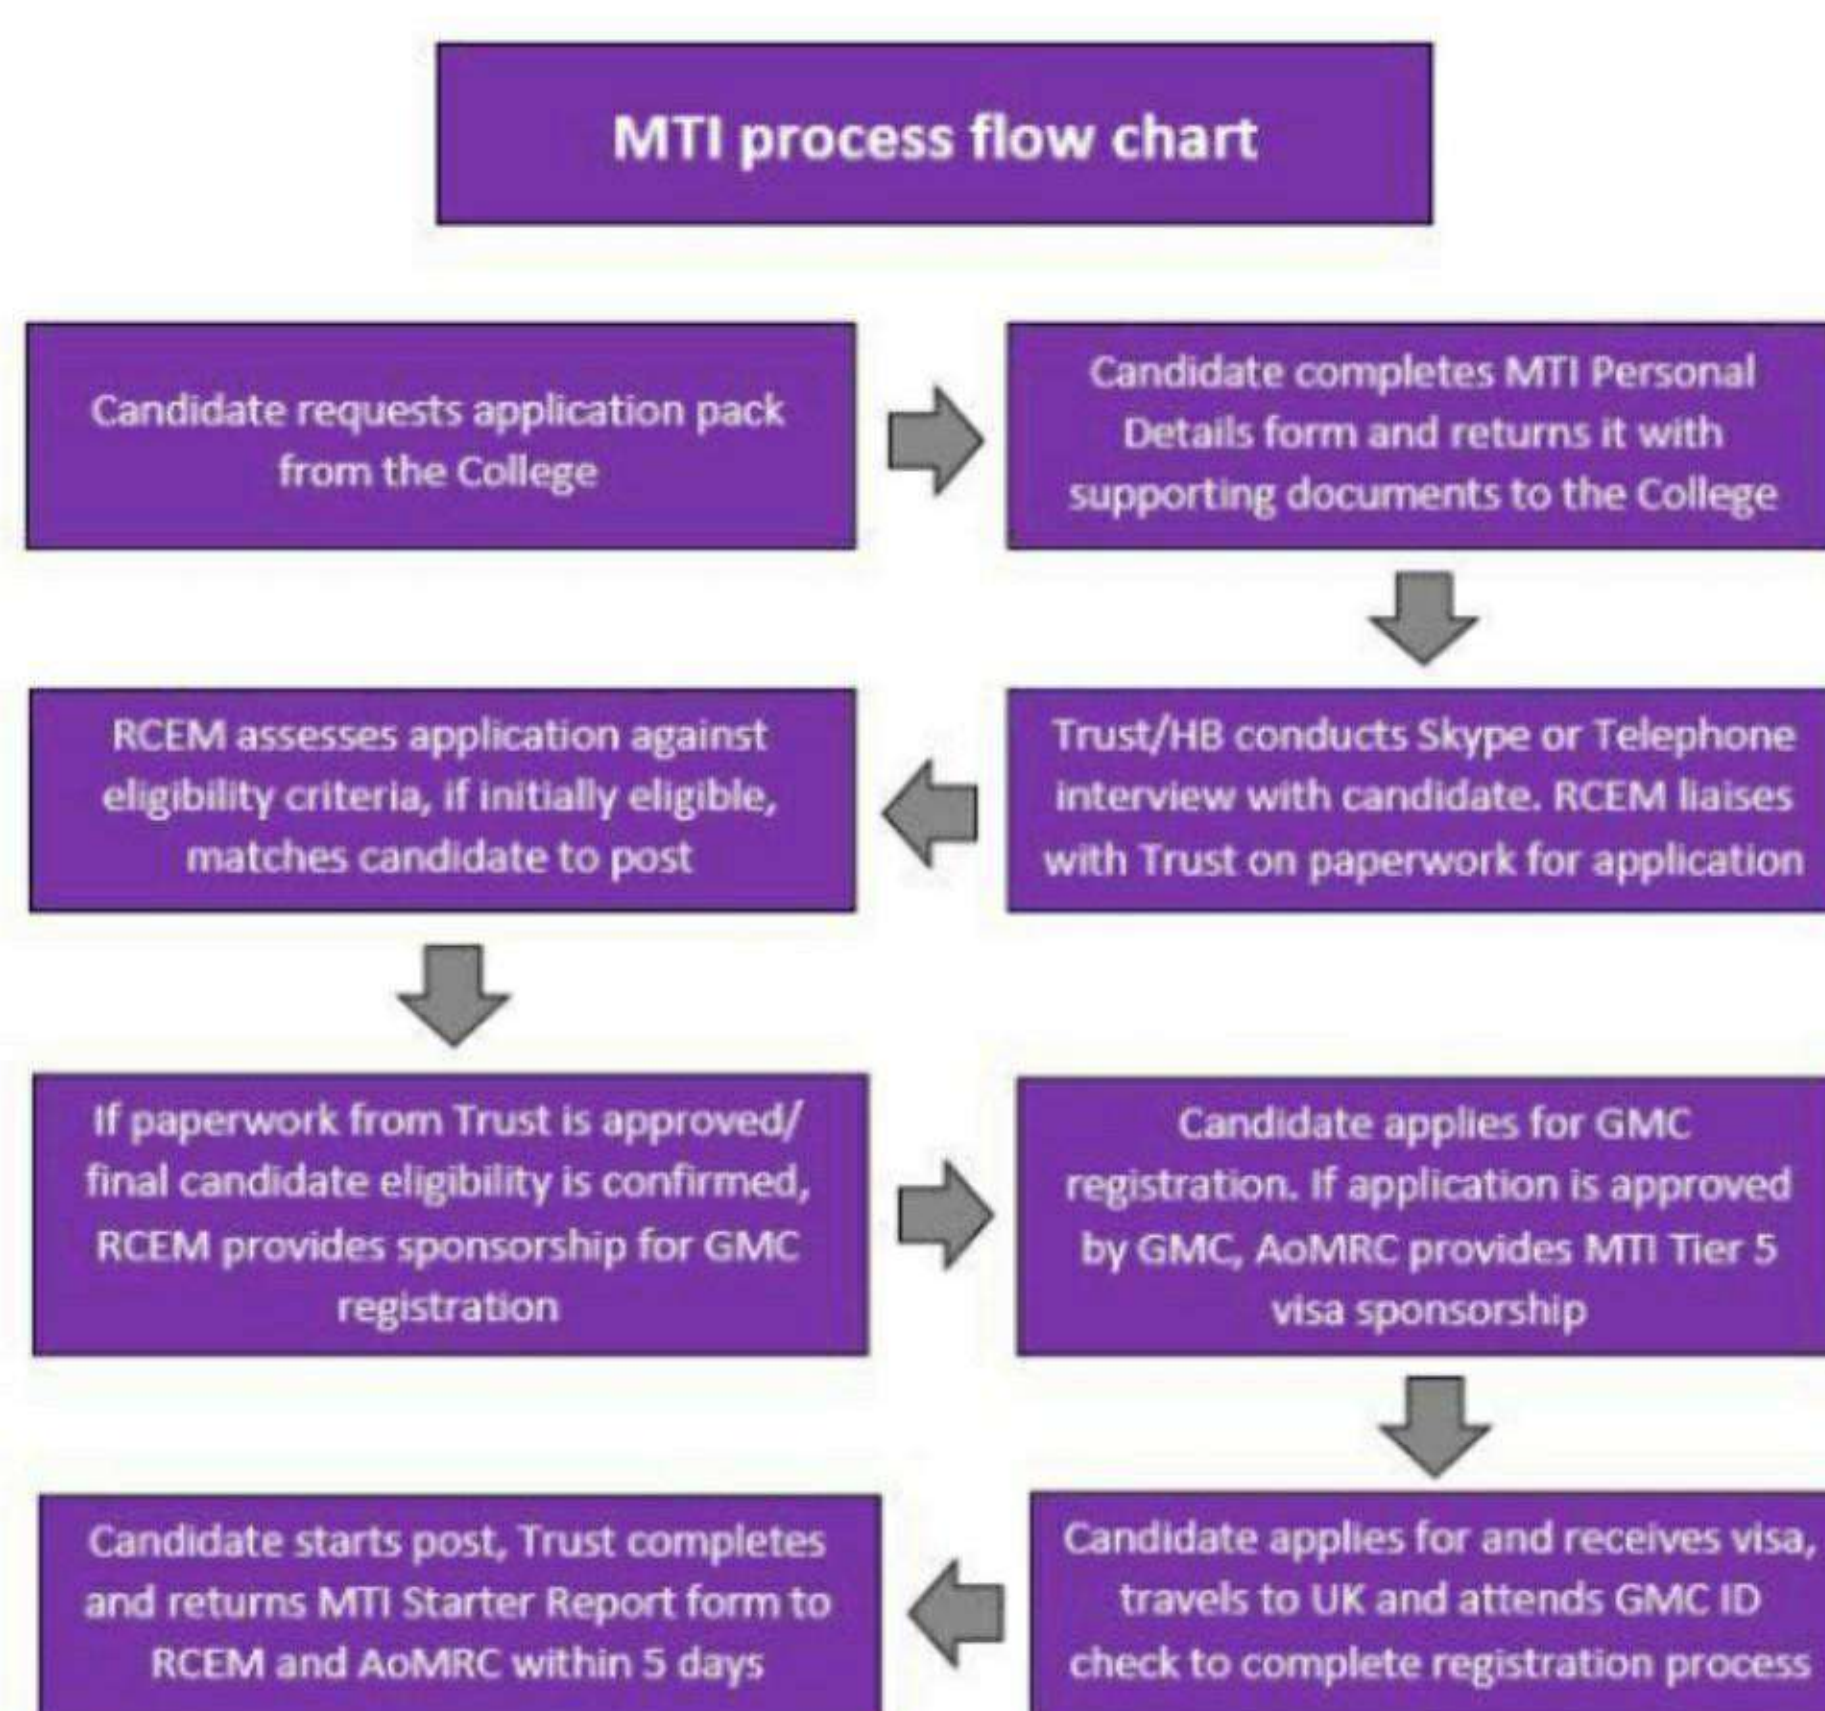 MTI process flow chart
Candidate requests application pack
from the College
Candidate completes MTI Personal
Details form and returns it with
supporting documents to the College
Trust/HB conducts Skype or Telephone
interview with candidate. RCEM liaises
with Trust on paperwork for application
RCEM assesses application against
eligibility criteria, if initially eligible,
matches candidate to post
If paperwork from Trust is approved/
final candidate eligibility is confirmed,
RCEM provides sponsorship for GMC
registration
Candidate applies for GMC
registration. If application is approved
by GMC, AoMRC provides MTI Tier 5
visa sponsorship
Candidate applies for and receives visa,
travels to UK and attends GMC ID
check to complete registration process
Candidate starts post, Trust completes
and returns MTI Starter Report form to
RCEM and AoMRC within 5 days